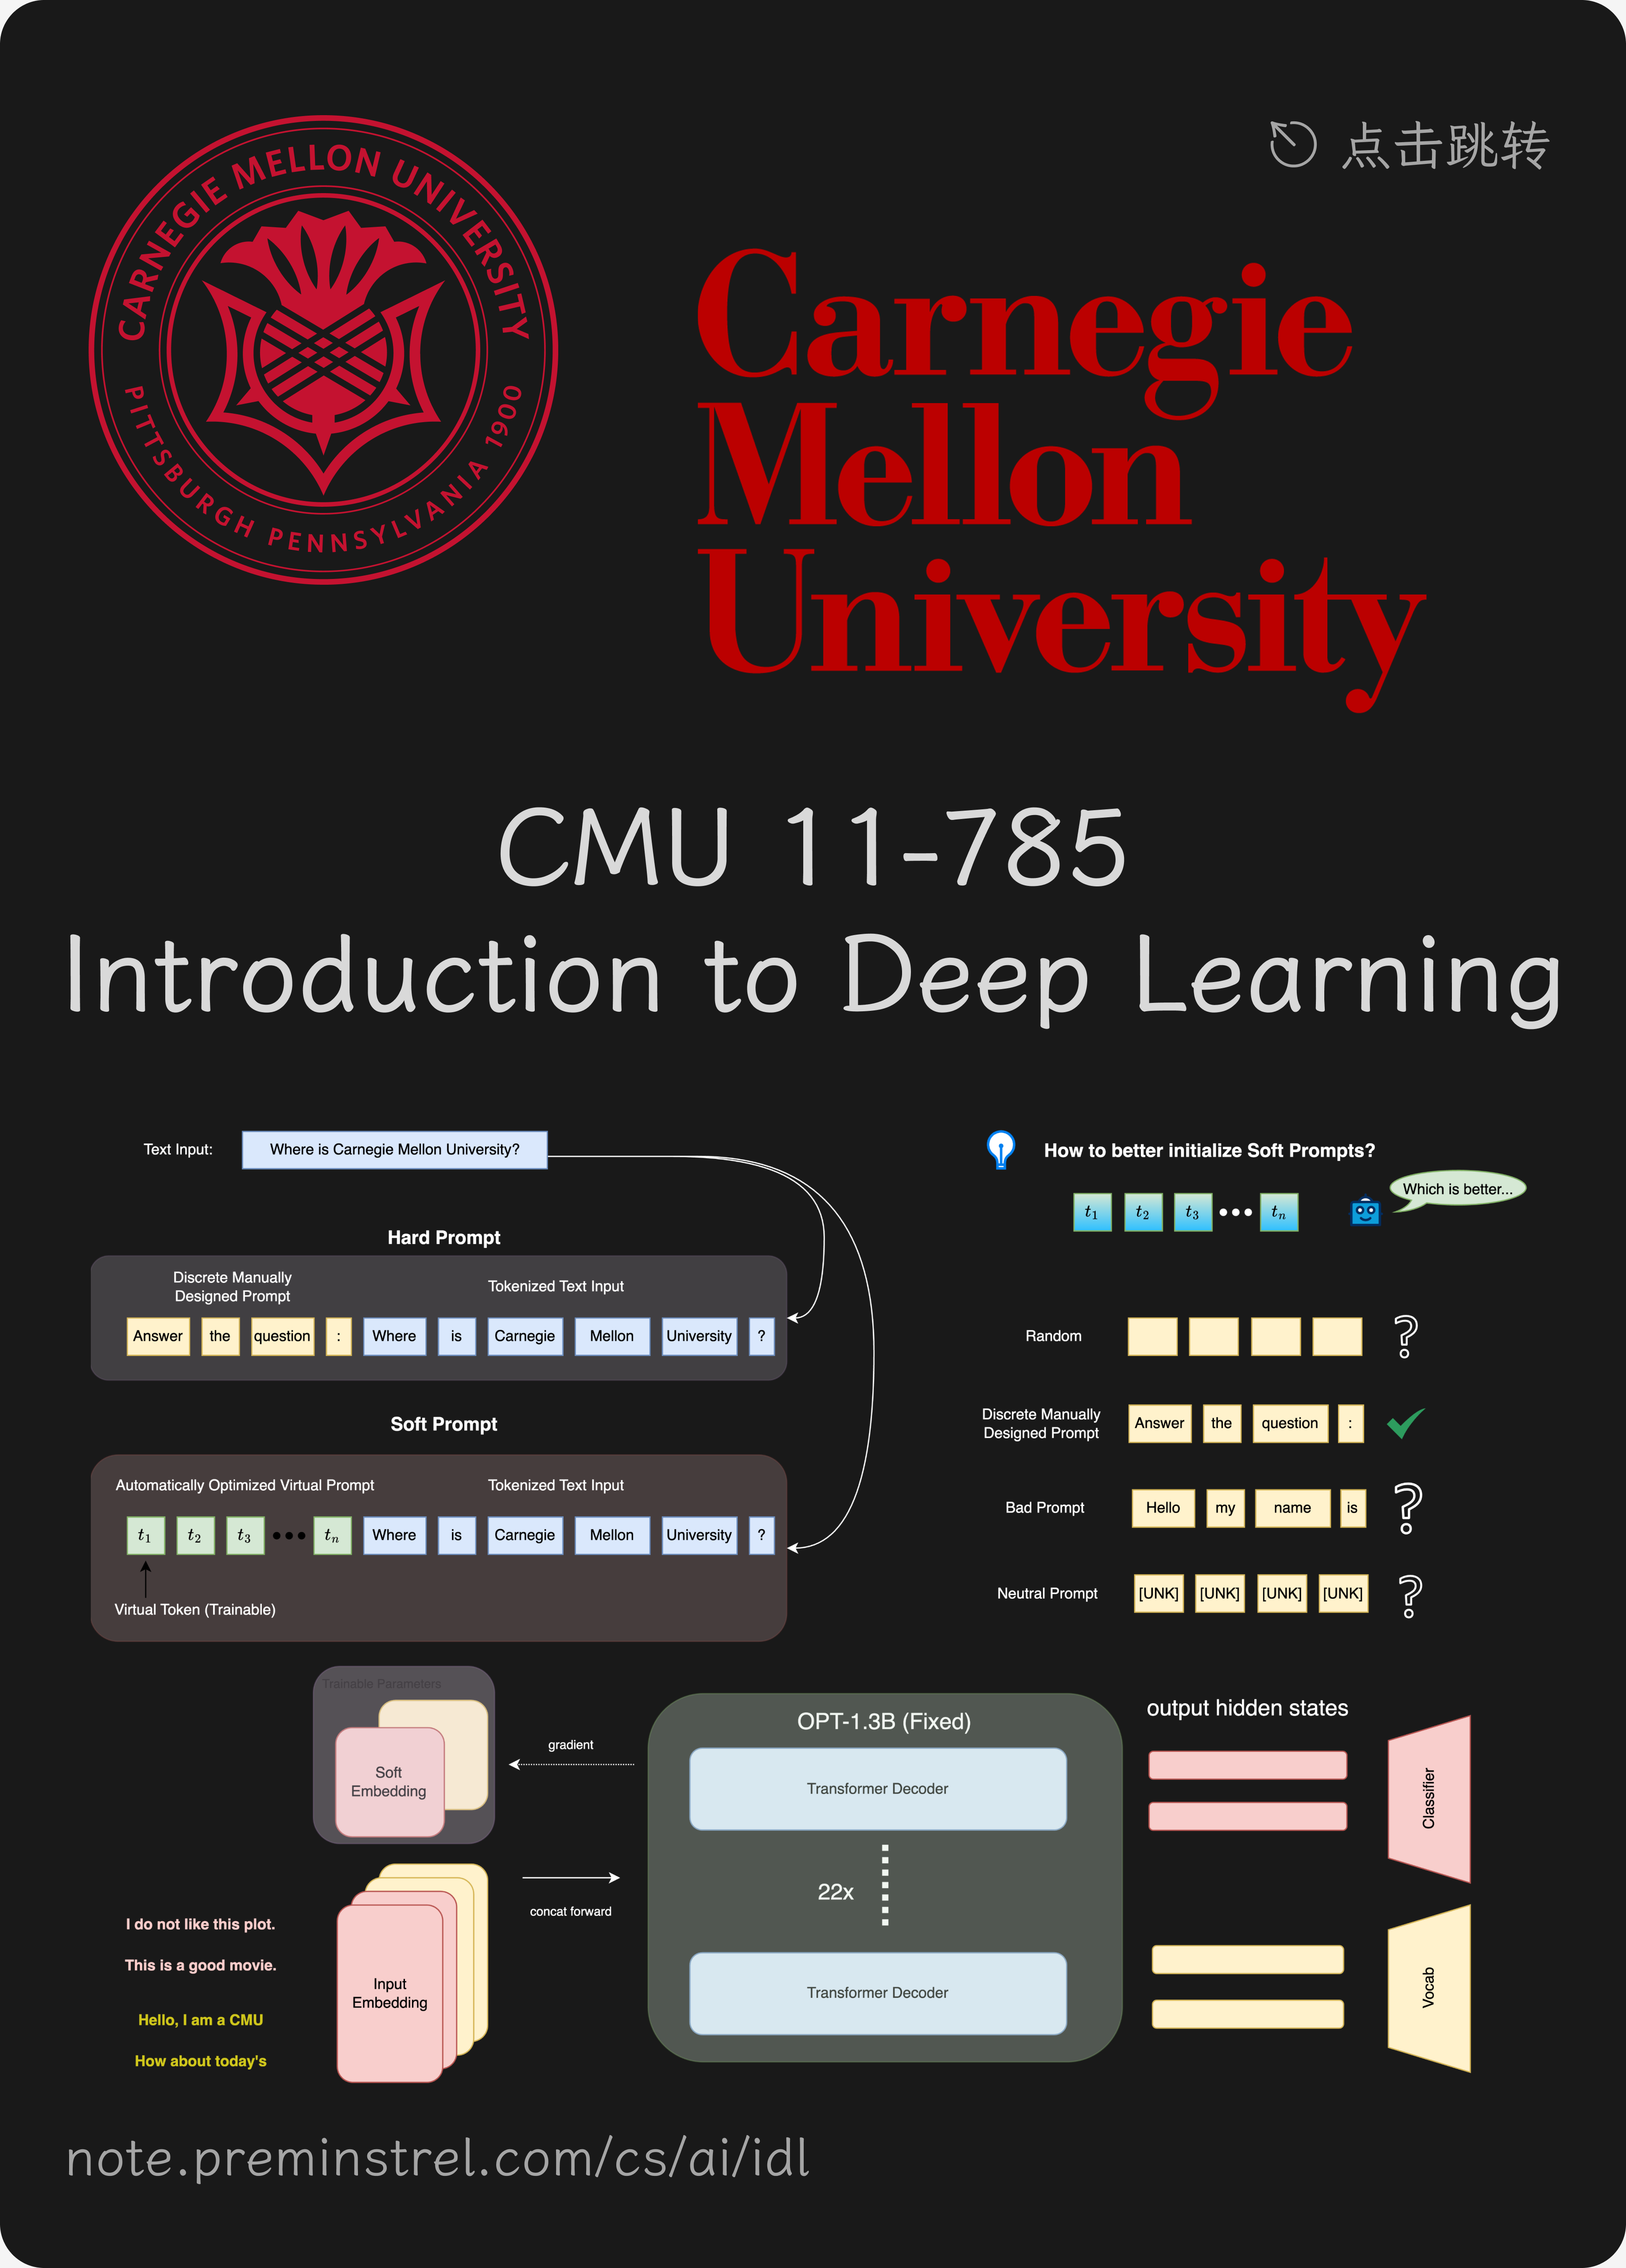 CARNEGIE MELLON UNIVERSITY
PITTSBURGH PENNSYLVANIA 1900
点击跳转
Carnegie
Mellon
University
CMU 11-785
Introduction to Deep Learning
Text Input:
Where is Carnegie Mellon University?
Hard Prompt
Discrete Manually
Designed Prompt
Tokenized Text Input
Answer the question : Where is Carnegie Mellon University ?
Soft Prompt
Automatically Optimized Virtual Prompt
Tokenized Text Input
t1 t2 t3 ••• tn Where is Carnegie Mellon University ?
Virtual Token (Trainable)
How to better initialize Soft Prompts?
t1 t2 t3 ••• tn
Which is better...
Random
?
Discrete Manually
Designed Prompt
Answer the question :
Bad Prompt
Hello my name is
?
Neutral Prompt
[UNK] [UNK] [UNK] [UNK]
?
Trainable Parameters
Soft
Embedding
gradient
concat forward
I do not like this plot.
This is a good movie.
Hello, I am a CMU
How about today's
Input
Embedding
OPT-1.3B (Fixed)
Transformer Decoder
22x
Transformer Decoder
output hidden states
Classifier
Vocab
note.preminstrel.com/cs/ai/idl